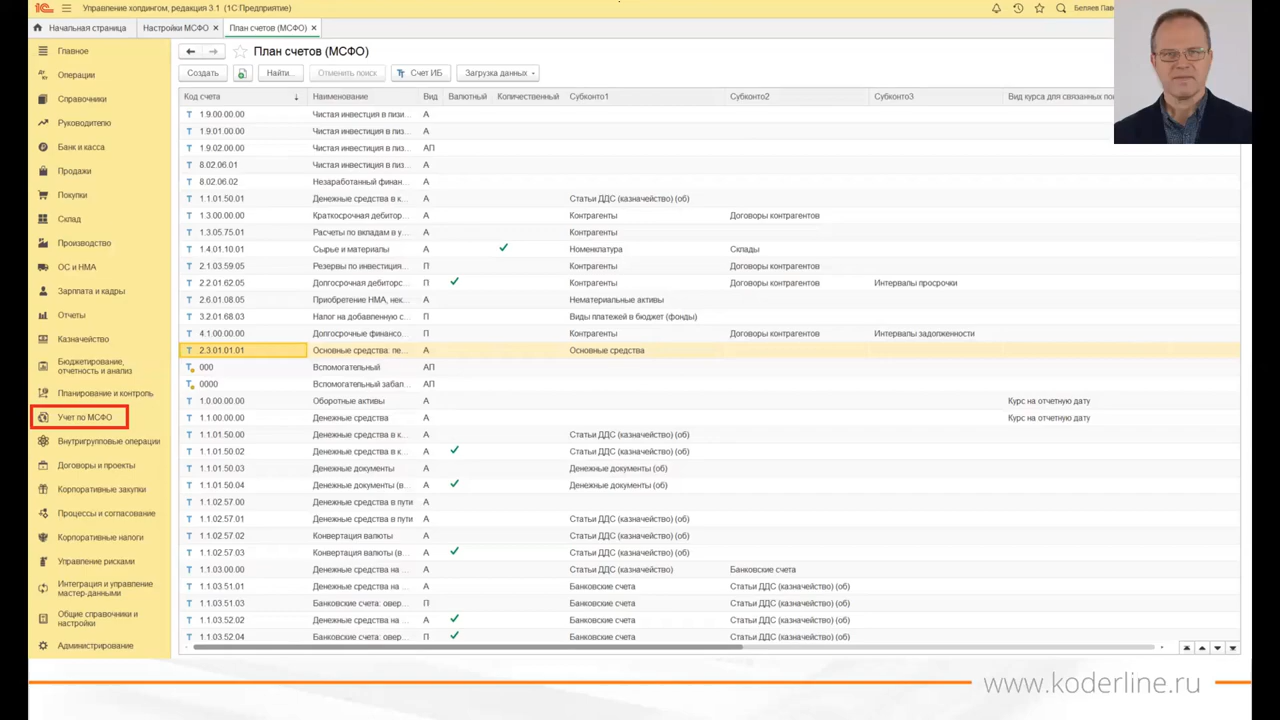 1С Управление холдингом, редакция 3.1 (1С:Предприятие) Беляев
Начальная страница Настройки МСФО × План счетов (МСФО) ×
Главное
Операции
Справочники
Руководителю
Банк и касса
Продажи
Покупки
Склад
Производство
ОС и НМА
Зарплата и кадры
Отчеты
Казначейство
Бюджетирование,
отчетность и анализ
Планирование и контроль
Учет по МСФО
Внутригрупповые операции
Договоры и проекты
Корпоративные закупки
Процессы и согласование
Корпоративные налоги
Управление рисками
Интеграция и управление
мастер-данными
Общие справочники и
настройки
Администрирование
План счетов (МСФО)
Создать Найти... Отменить поиск Счет ИБ Загрузка данных
Код счета Наименование Вид Валютный Количественный Субконто1 Субконто2 Субконто3 Вид курса для связанных
1.9.00.00.00 Чистая инвестция в лизи... А
1.9.01.00.00 Чистая инвестиция в лиз... А
1.9.02.00.00 Чистая инвестиция в лиз... АП
8.02.06.01 Чистая инвестиция в лиз... А
8.02.06.02 Незаработанный финан... А
1.1.01.50.01 Денежные средства в к... А Статьи ДДС (казначейство) (об)
1.3.00.00.00 Краткосрочная дебитор... А Контрагенты Договоры контрагентов
1.3.05.75.01 Расчеты по вкладам в у... А Контрагенты
1.4.01.10.01 Сырье и материалы А Номенклатура Склады
2.1.03.59.05 Резервы по инвестиция... П Контрагенты Договоры контрагентов
2.2.01.62.05 Долгосрочная дебиторс... П Контрагенты Договоры контрагентов Интервалы просрочки
2.6.01.08.05 Приобретение НМА, нек... А Нематериальные активы
3.2.01.68.03 Налог на добавленную с... П Виды платежей в бюджет (фонды)
4.1.00.00.00 Долгосрочные финансо... П Контрагенты Договоры контрагентов Интервалы задолженности
2.3.01.01.01 Основные средства: пе... А Основные средства
000 Вспомогательный АП
0000 Вспомогательный забал... АП
1.0.00.00.00 Оборотные активы А Курс на отчетную дату
1.1.00.00.00 Денежные средства А Курс на отчетную дату
1.1.01.50.00 Денежные средства в к... А Статьи ДДС (казначейство) (об)
1.1.01.50.02 Денежные средства в к... А Статьи ДДС (казначейство) (об)
1.1.01.50.03 Денежные документы А Денежные документы (об)
1.1.01.50.04 Денежные документы (в... А Денежные документы (об)
1.1.02.57.00 Денежные средства в пути А
1.1.02.57.01 Денежные средства в пути А Статьи ДДС (казначейство) (об)
1.1.02.57.02 Конвертация валюты А Статьи ДДС (казначейство) (об)
1.1.02.57.03 Конвертация валюты (в... А Статьи ДДС (казначейство) (об)
1.1.03.00.00 Денежные средства на ... А Статьи ДДС (казначейство) Банковские счета
1.1.03.51.01 Денежные средства на ... А Банковские счета Статьи ДДС (казначейство) (об)
1.1.03.51.03 Банковские счета: овер... П Банковские счета Статьи ДДС (казначейство) (об)
1.1.03.52.02 Денежные средства на ... А Банковские счета Статьи ДДС (казначейство) (об)
1.1.03.52.04 Банковские счета: овер... П Банковские счета Статьи ДДС (казначейство) (об)
www.koderline.ru